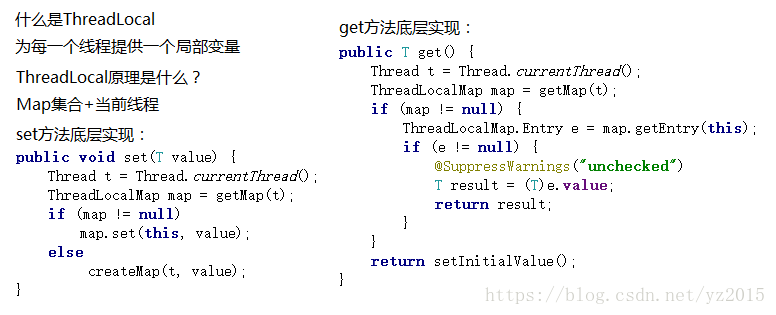 什么是ThreadLocal
为每一个线程提供一个局部变量
ThreadLocal原理是什么？
Map集合+当前线程
set方法底层实现：
public void set(T value) {
    Thread t = Thread.currentThread();
    ThreadLocalMap map = getMap(t);
    if (map != null)
        map.set(this, value);
    else
        createMap(t, value);
}
get方法底层实现：
public T get() {
    Thread t = Thread.currentThread();
    ThreadLocalMap map = getMap(t);
    if (map != null) {
        ThreadLocalMap.Entry e = map.getEntry(this);
        if (e != null) {
            @SuppressWarnings("unchecked")
            T result = (T)e.value;
            return result;
        }
    }
    return setInitialValue();
}
https://blog.csdn.net/yz2015